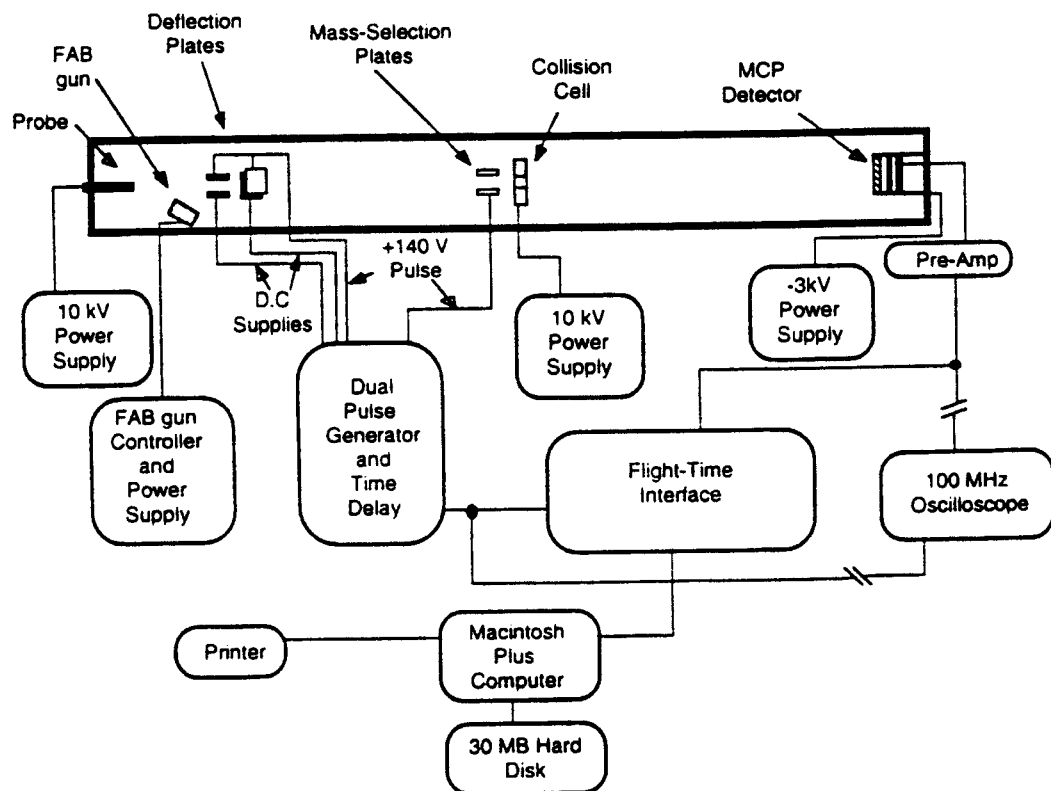 Deflection
Plates
Mass-Selection
Plates
FAB
gun
Collision
Cell
MCP
Detector
Probe
+140 V
Pulse
D.C
Supplies
10 kV
Power
Supply
10 kV
Power
Supply
-3kV
Power
Supply
Pre-Amp
FAB gun
Controller
and
Power
Supply
Dual
Pulse
Generator
and
Time
Delay
Flight-Time
Interface
100 MHz
Oscilloscope
Printer
Macintosh
Plus
Computer
30 MB Hard
Disk